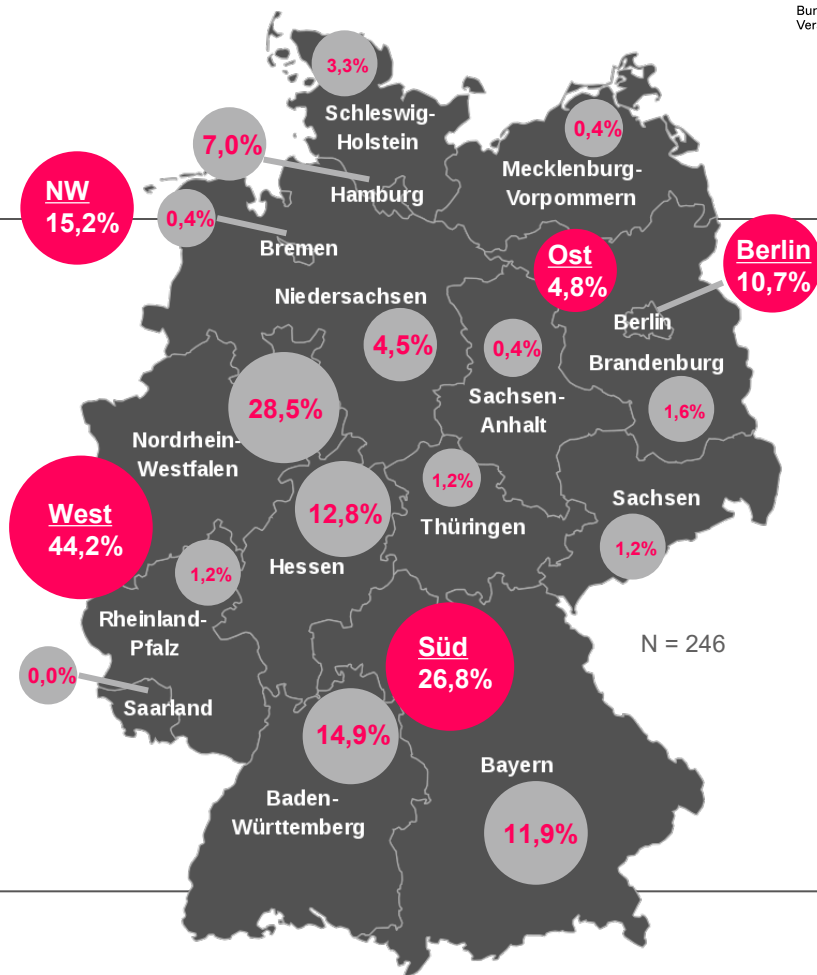 3,3%
Schleswig-
Holstein
7,0%
Hamburg
0,4%
Mecklenburg-
Vorpommern
NW
15,2%
0,4%
Bremen
Ost
4,8%
Berlin
10,7%
Niedersachsen
4,5%
Berlin
0,4%
Sachsen-
Anhalt
Brandenburg
1,6%
28,5%
Nordrhein-
Westfalen
West
44,2%
12,8%
Hessen
1,2%
Thüringen
Sachsen
1,2%
1,2%
Rheinland-
Pfalz
0,0%
Saarland
Süd
26,8%
N = 246
14,9%
Baden-
Württemberg
Bayern
11,9%